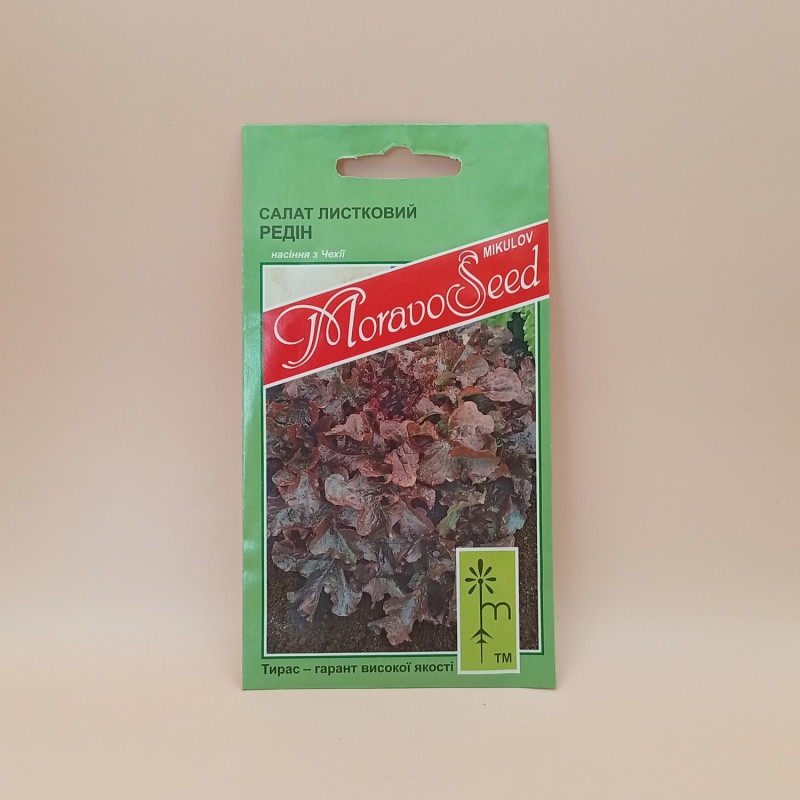 САЛАТ ЛИСТКОВИЙ
РЕДІН
насіння з Чехії
MIKULOV
MoravoSeed
m
TM
Тирас – гарант високої якості